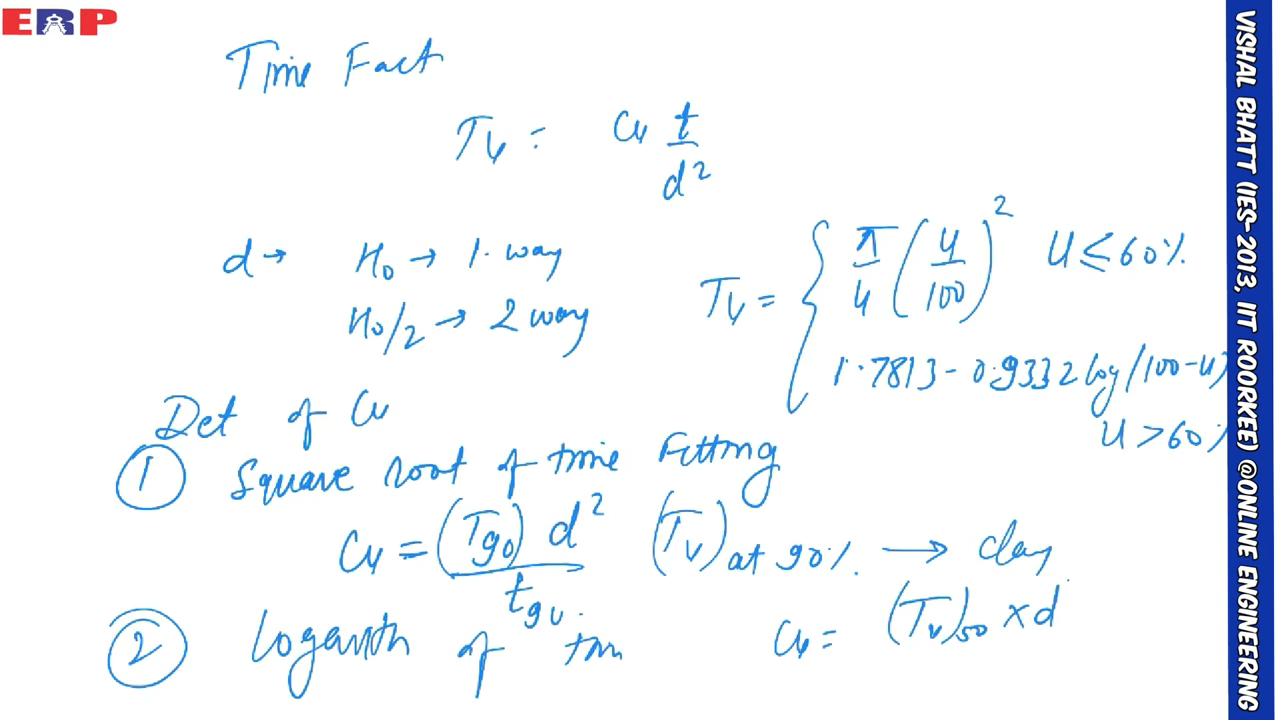 ERP
Time Fact
Tv = Cv t/d²
d → H₀ → 1. way
H₀/2 → 2 way
Tv = { π/4 (U/100)² U ≤ 60%
1.7813 - 0.9332 log (100-U)
U > 60%
Det of Cv
① Square root of time Fitting
Cv = (T90) d² / t90. (Tv) at 90%. → clay
② Logarith of tim Cv = (Tv)50 × d
VISHAL BHATT (IES-2013, IIT ROORKEE) @ONLINE ENGINEERING